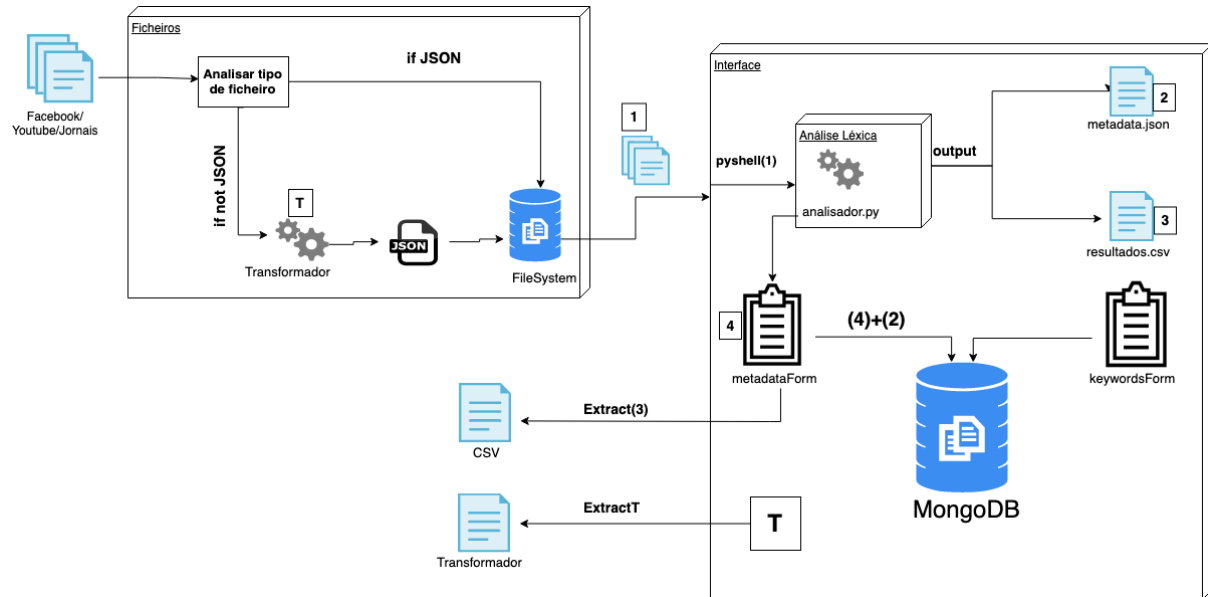 Ficheiros
Facebook/
Youtube/Jornais
Analisar tipo
de ficheiro
if JSON
if not JSON
T
Transformador
JSON
FileSystem
1
Interface
pyshell(1)
Análise Léxica
analisador.py
output
2
metadata.json
3
resultados.csv
4
metadataForm
(4)+(2)
keywordsForm
MongoDB
Extract(3)
CSV
ExtractT
T
Transformador